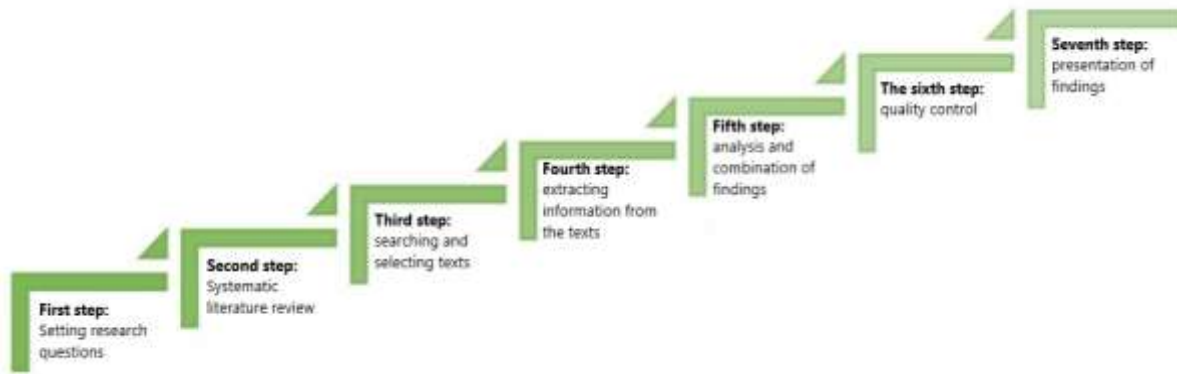 First step:
Setting research
questions
Second step:
Systematic
literature review
Third step:
searching and
selecting texts
Fourth step:
extracting
information from
the texts
Fifth step:
analysis and
combination of
findings
The sixth step:
quality control
Seventh step:
presentation of
findings